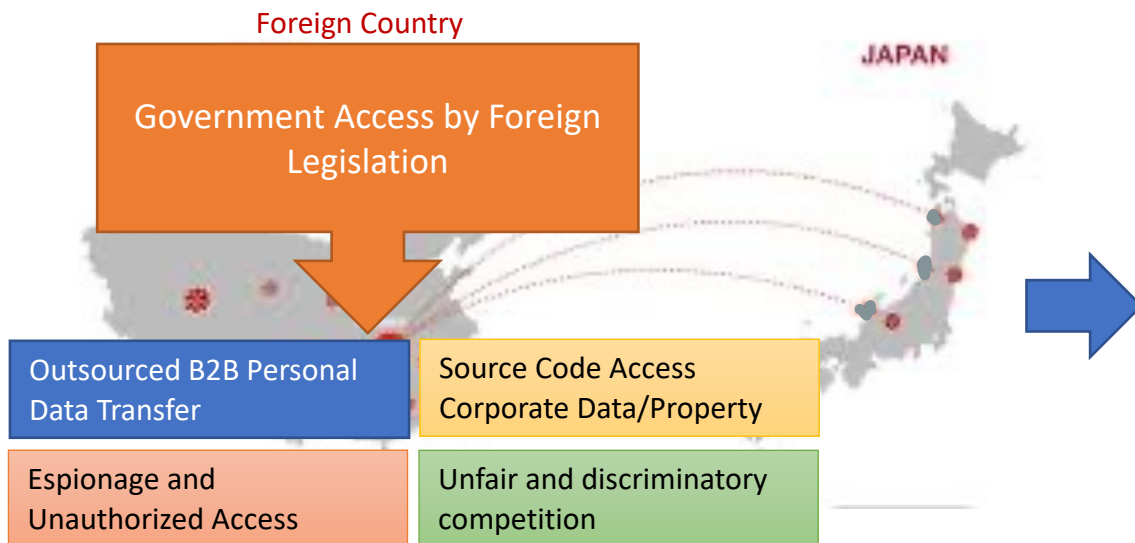 Foreign Country
JAPAN
Government Access by Foreign
Legislation
Outsourced B2B Personal
Data Transfer
Source Code Access
Corporate Data/Property
Espionage and
Unauthorized Access
Unfair and discriminatory
competition